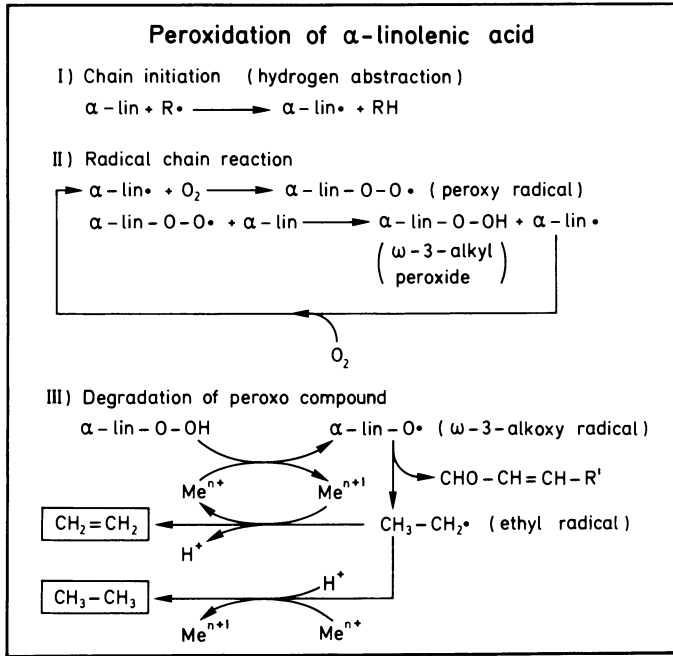 Peroxidation of α-linolenic acid
I) Chain initiation (hydrogen abstraction)
α-lin + R• ⟶ α-lin• + RH
II) Radical chain reaction
α-lin• + O₂ ⟶ α-lin-O-O• (peroxy radical)
α-lin-O-O• + α-lin ⟶ α-lin-O-OH + α-lin•
(ω-3-alkyl
peroxide)
O₂
III) Degradation of peroxo compound
α-lin-O-OH α-lin-O• (ω-3-alkoxy radical)
CHO-CH=CH-R'
Meⁿ⁺ Meⁿ⁺¹
CH₂=CH₂ CH₃-CH₂• (ethyl radical)
H⁺
H⁺
CH₃-CH₃
Meⁿ⁺¹ Meⁿ⁺